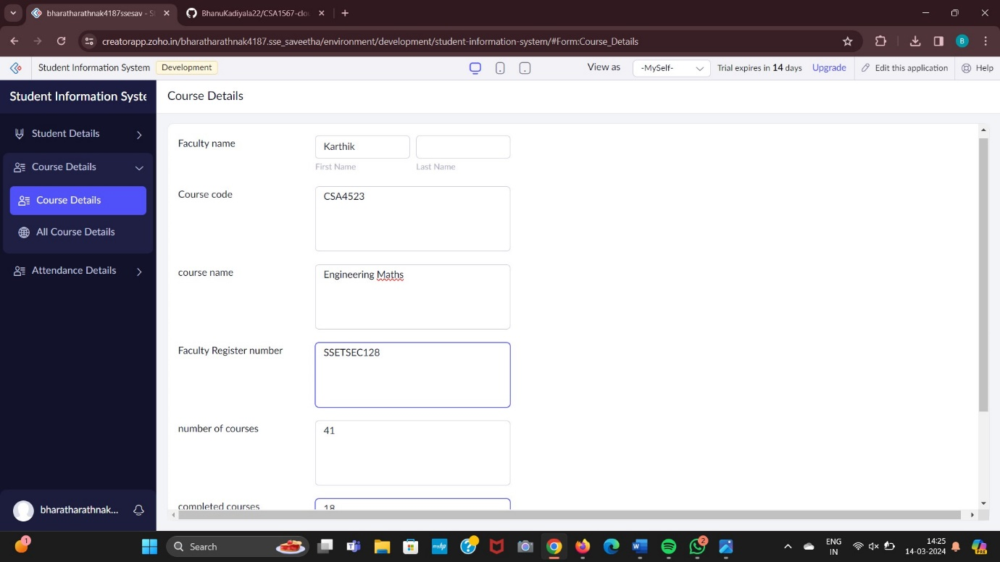 bharatharathnak4187ssesav - S
BhanuKadiyala22/CSA1567-clo
creatorapp.zoho.in/bharatharathnak4187.sse_saveetha/environment/development/student-information-system/#Form:Course_Details
B
Student Information System
Development
View as
-MySelf-
Trial expires in 14 days
Upgrade
Edit this application
Help
Student Information Syste
Course Details
Student Details
Course Details
Course Details
All Course Details
Attendance Details
bharatharathnak...
Faculty name
Karthik
First Name
Last Name
Course code
CSA4523
course name
Engineering Maths
Faculty Register number
SSETSEC128
number of courses
41
completed courses
18
1
Search
myhp
2
ENG
IN
14:25
14-03-2024
PRE